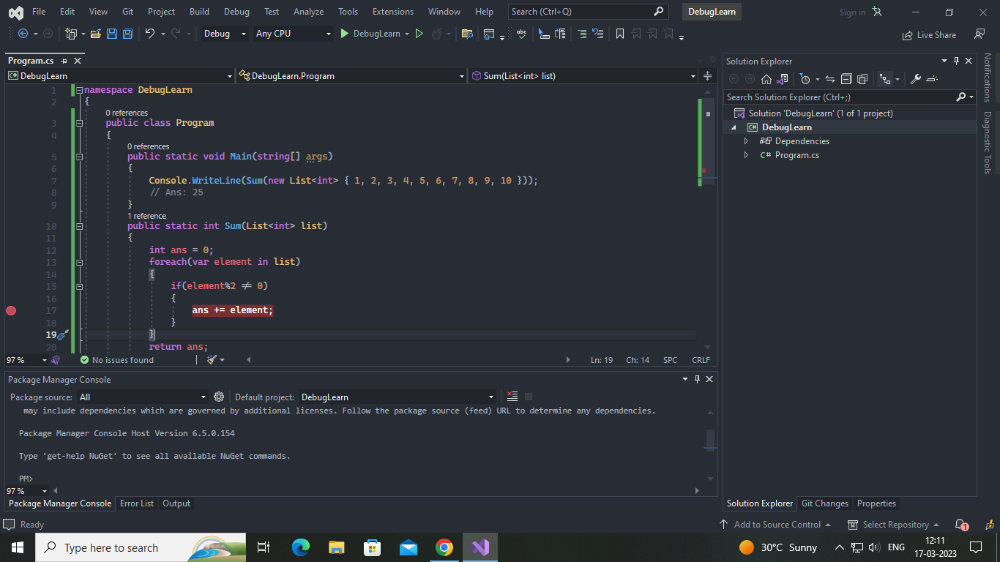 File Edit View Git Project Build Debug Test Analyze Tools Extensions Window Help Search (Ctrl+Q) DebugLearn Sign in
Debug Any CPU DebugLearn Live Share
Program.cs
DebugLearn DebugLearn.Program Sum(List<int> list)
1 namespace DebugLearn
2 {
0 references
3 public class Program
4 {
0 references
5 public static void Main(string[] args)
6 {
7 Console.WriteLine(Sum(new List<int> { 1, 2, 3, 4, 5, 6, 7, 8, 9, 10 }));
8 // Ans: 25
9 }
1 reference
10 public static int Sum(List<int> list)
11 {
12 int ans = 0;
13 foreach(var element in list)
14 {
15 if(element%2 ≠ 0)
16 {
17 ans += element;
18 }
19 }
20 return ans;
97 % No issues found Ln: 19 Ch: 14 SPC CRLF
Package Manager Console
Package source: All Default project: DebugLearn
may include dependencies which are governed by additional licenses. Follow the package source (feed) URL to determine any dependencies.
Package Manager Console Host Version 6.5.0.154
Type 'get-help NuGet' to see all available NuGet commands.
PM>
97 %
Package Manager Console Error List Output
Solution Explorer
Search Solution Explorer (Ctrl+;)
Solution 'DebugLearn' (1 of 1 project)
C# DebugLearn
Dependencies
C# Program.cs
Solution Explorer Git Changes Properties
Notifications
Diagnostic Tools
Ready Add to Source Control Select Repository 1
Type here to search 30°C Sunny ENG 12:11
17-03-2023